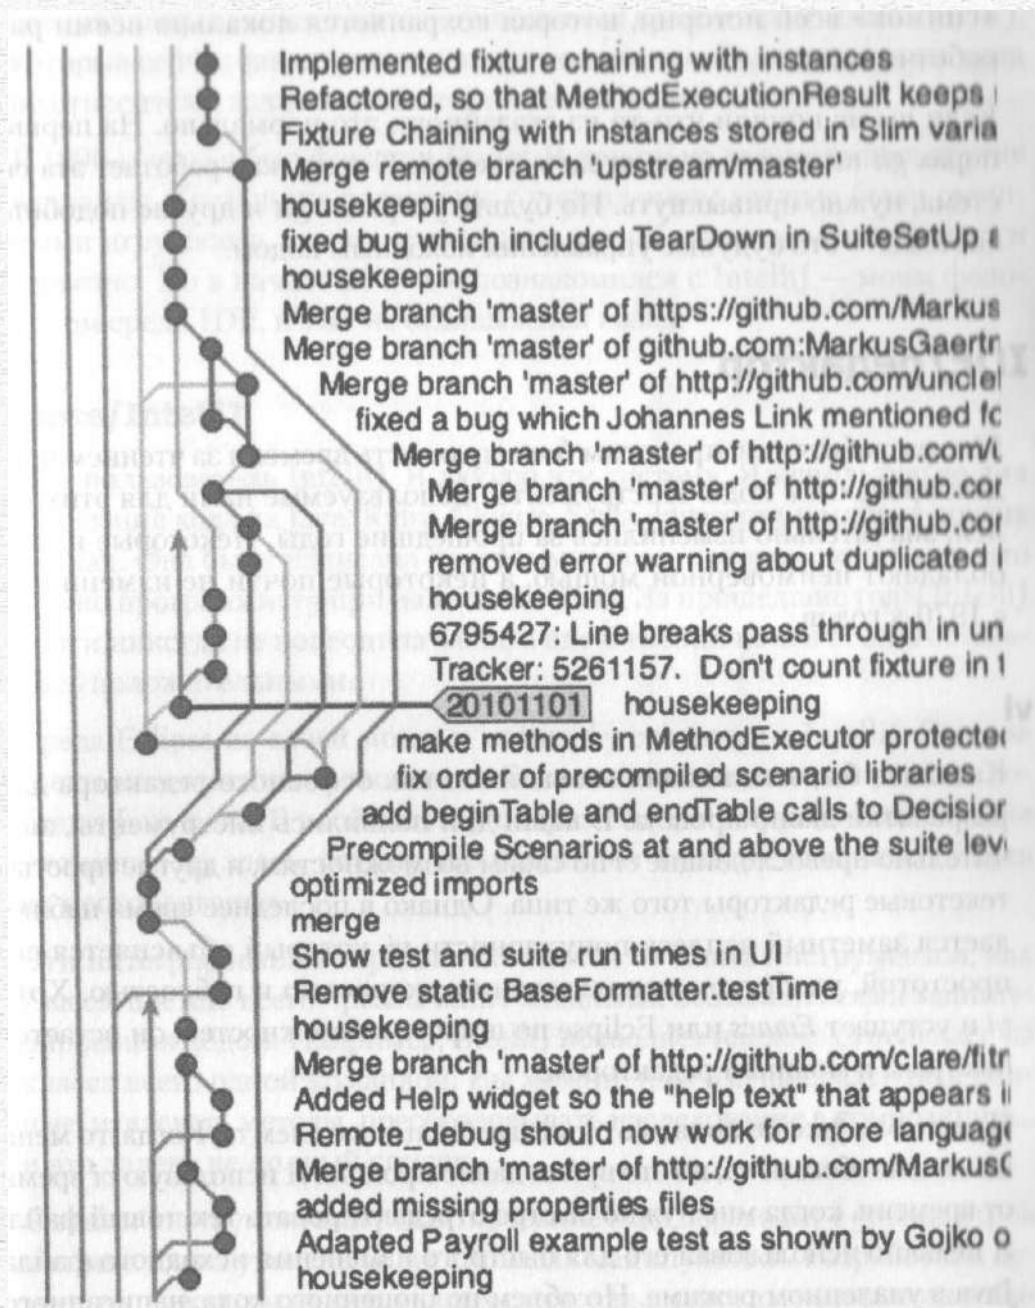 Implemented fixture chaining with instances
Refactored, so that MethodExecutionResult keeps
Fixture Chaining with instances stored in Slim varia
Merge remote branch 'upstream/master'
housekeeping
fixed bug which included TearDown in SuiteSetUp
housekeeping
Merge branch 'master' of https://github.com/Markus
Merge branch 'master' of github.com:MarkusGaertr
Merge branch 'master' of http://github.com/unclel
fixed a bug which Johannes Link mentioned fo
Merge branch 'master' of http://github.com/
Merge branch 'master' of http://github.cor
Merge branch 'master' of http://github.cor
removed error warning about duplicated
housekeeping
6795427: Line breaks pass through in ur
Tracker: 5261157. Don't count fixture in t
20101101 housekeeping
make methods in MethodExecutor protected
fix order of precompiled scenario libraries
add beginTable and endTable calls to Decision
Precompile Scenarios at and above the suite lev
optimized imports
merge
Show test and suite run times in UI
Remove static BaseFormatter.testTime
housekeeping
Merge branch 'master' of http://github.com/clare/fitr
Added Help widget so the "help text" that appears i
Remote_debug should now work for more language
Merge branch 'master' of http://github.com/Markus
added missing properties files
Adapted Payroll example test as shown by Gojko o
housekeeping